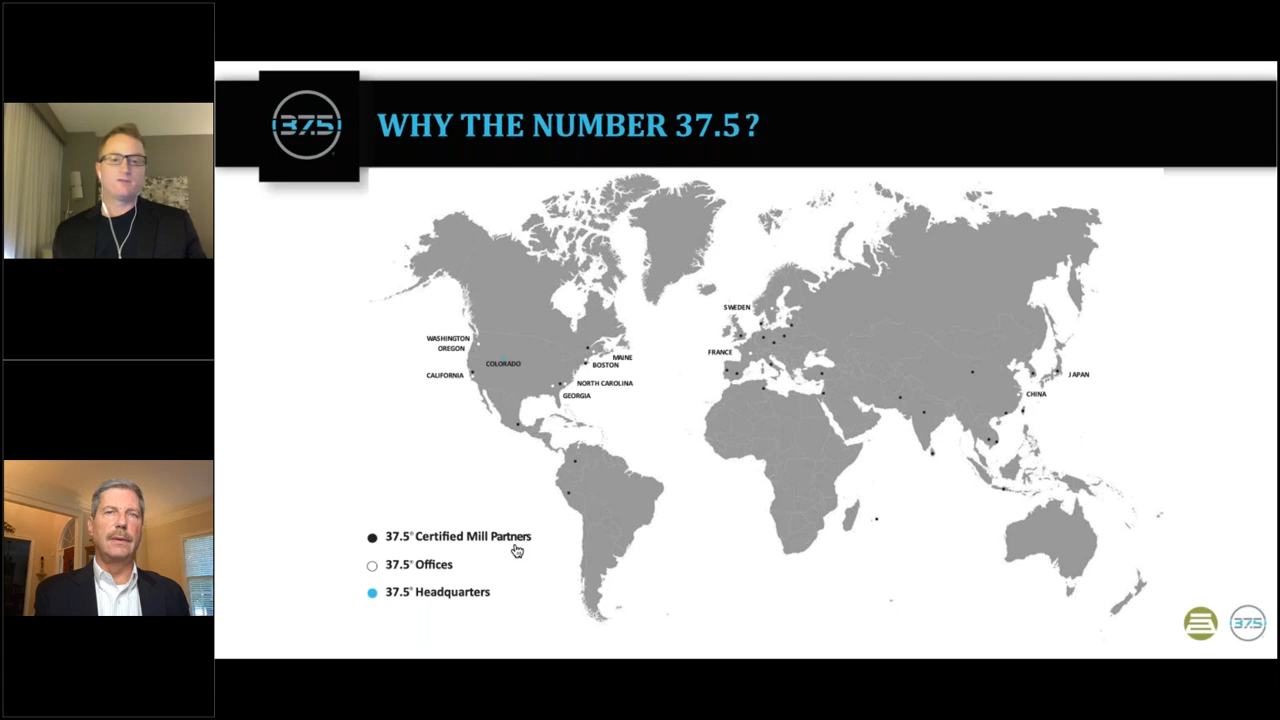 37.5
WHY THE NUMBER 37.5?
SWEDEN
WASHINGTON
OREGON
FRANCE
MAINE
COLORADO
BOSTON
CALIFORNIA
JAPAN
NORTH CAROLINA
CHINA
GEORGIA
37.5® Certified Mill Partners
37.5® Offices
37.5® Headquarters
37.5